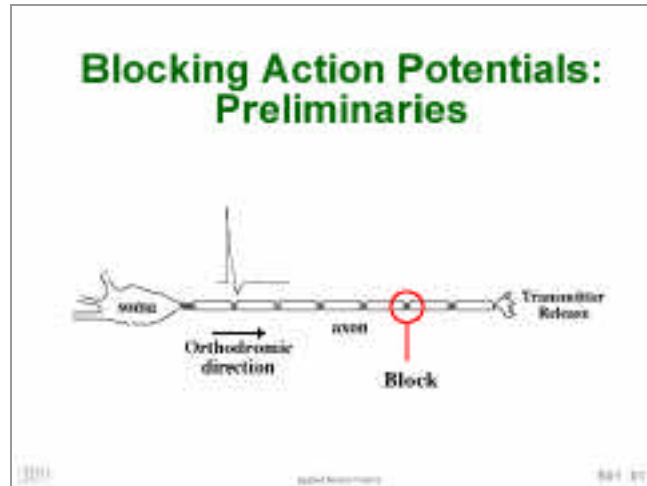 Blocking Action Potentials:
Preliminaries
soma
Transmitter
Release
axon
Orthodromic
direction
Block